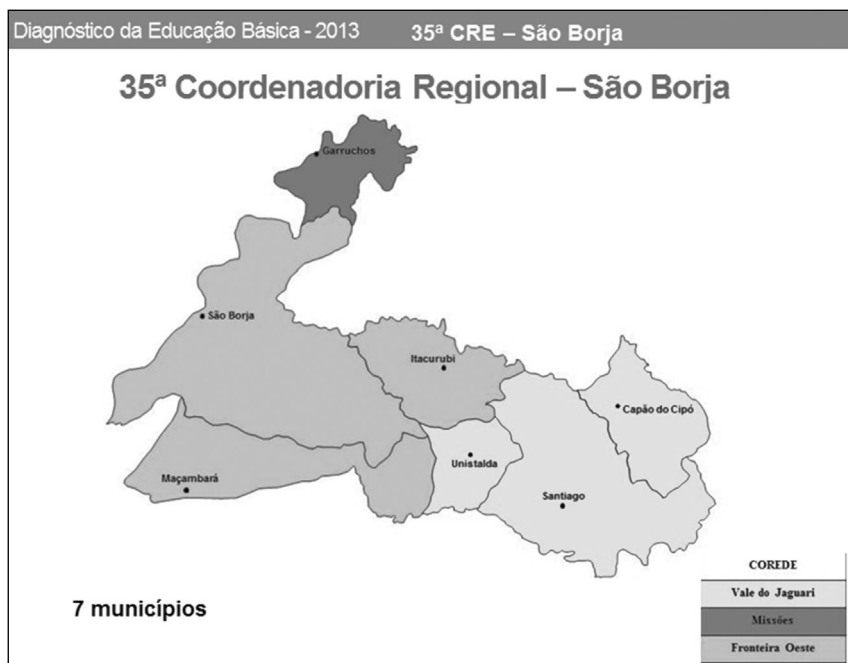 Diagnóstico da Educação Básica - 2013 35ª CRE – São Borja
35ª Coordenadoria Regional – São Borja
Garruchos
São Borja
Itacurubi
Capão do Cipó
Unistalda
Maçambará
Santiago
7 municípios
COREDE
Vale do Jaguari
Missões
Fronteira Oeste